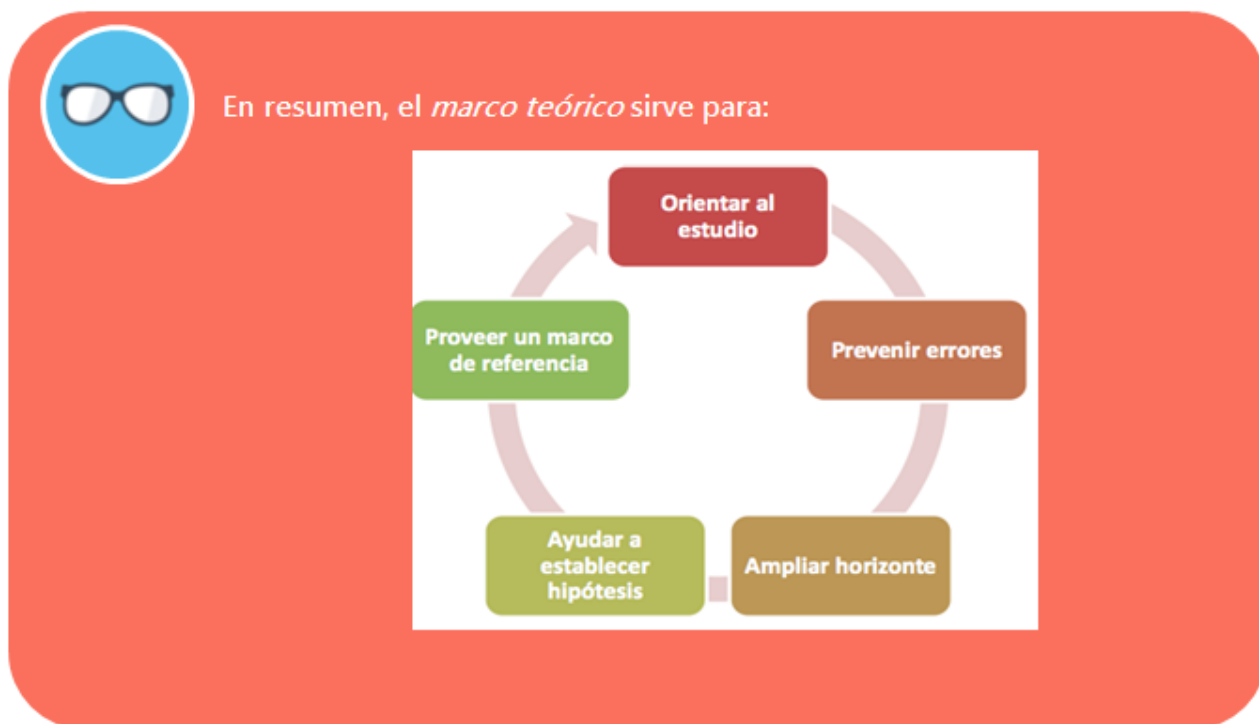 En resumen, el marco teórico sirve para:
Orientar al
estudio
Prevenir errores
Ampliar horizonte
Ayudar a
establecer
hipótesis
Proveer un marco
de referencia